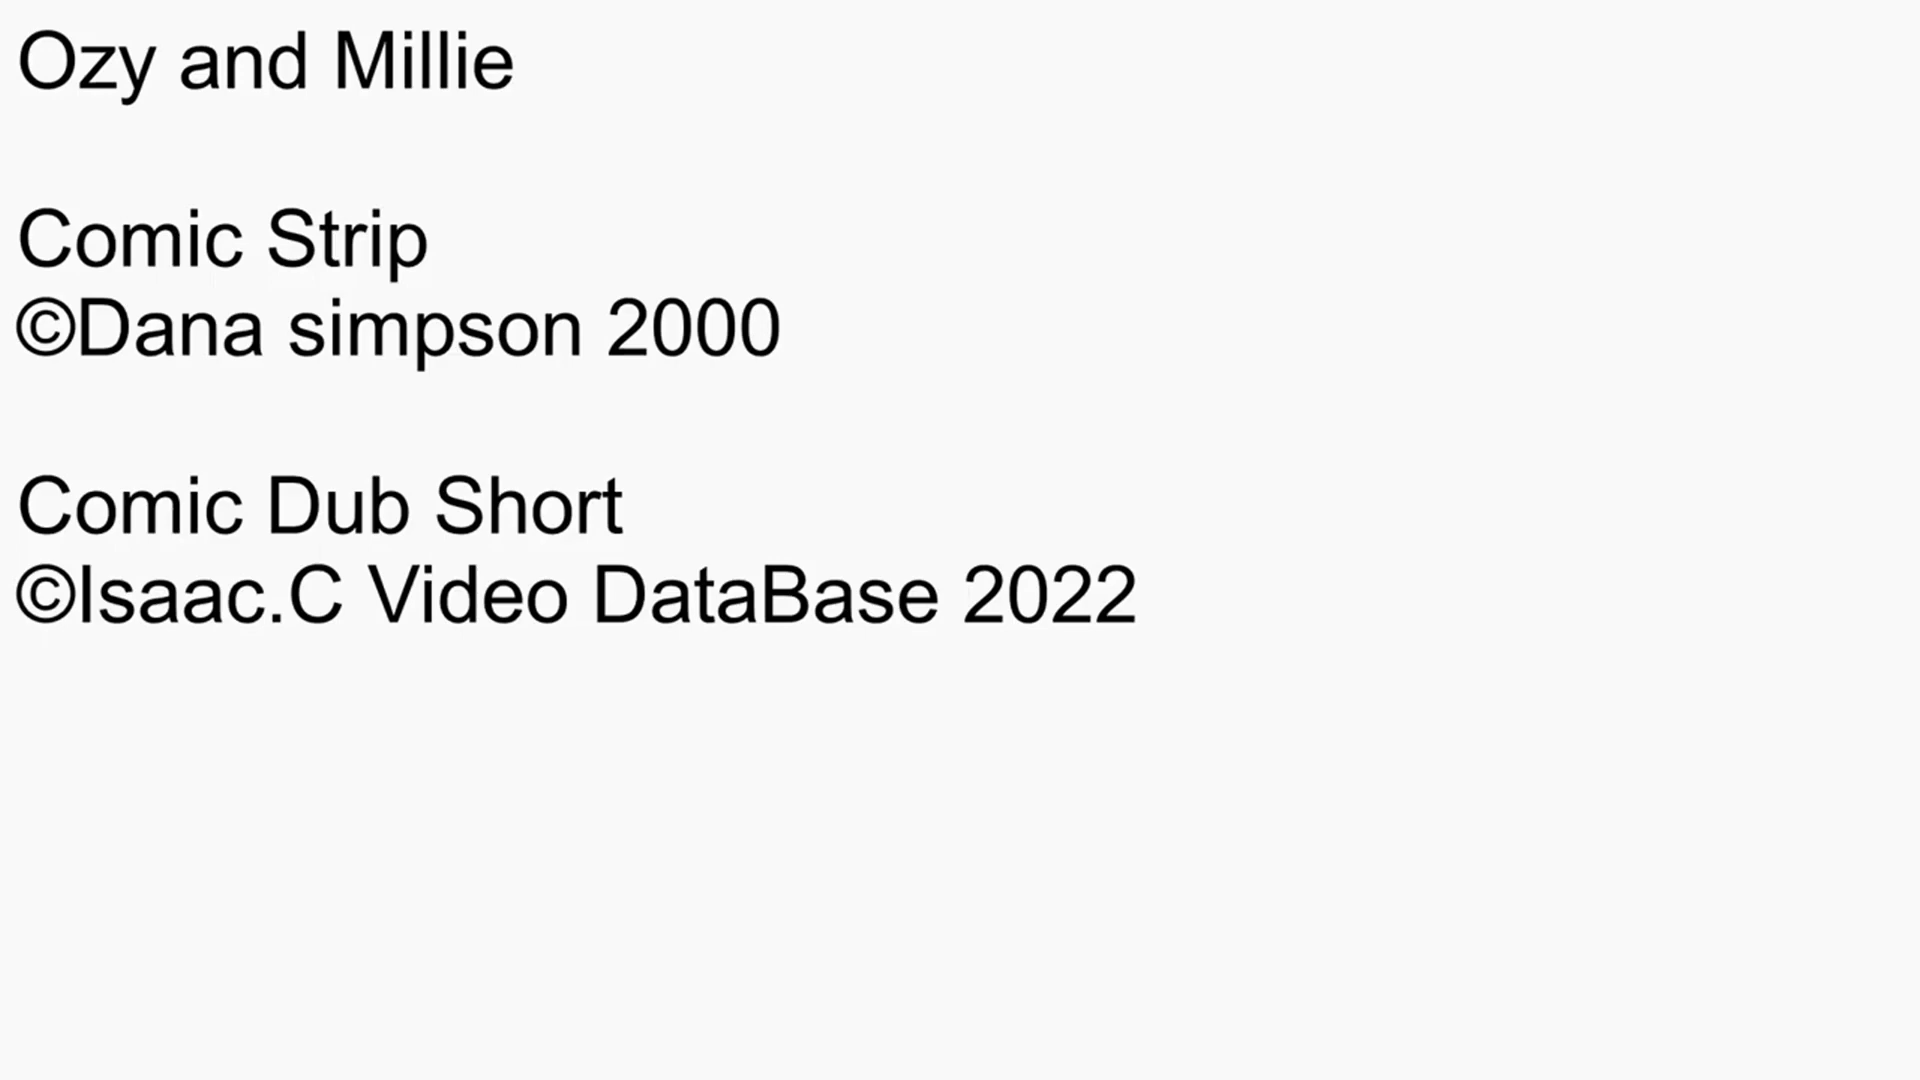 Ozy and Millie
Comic Strip
©Dana simpson 2000
Comic Dub Short
©Isaac.C Video DataBase 2022